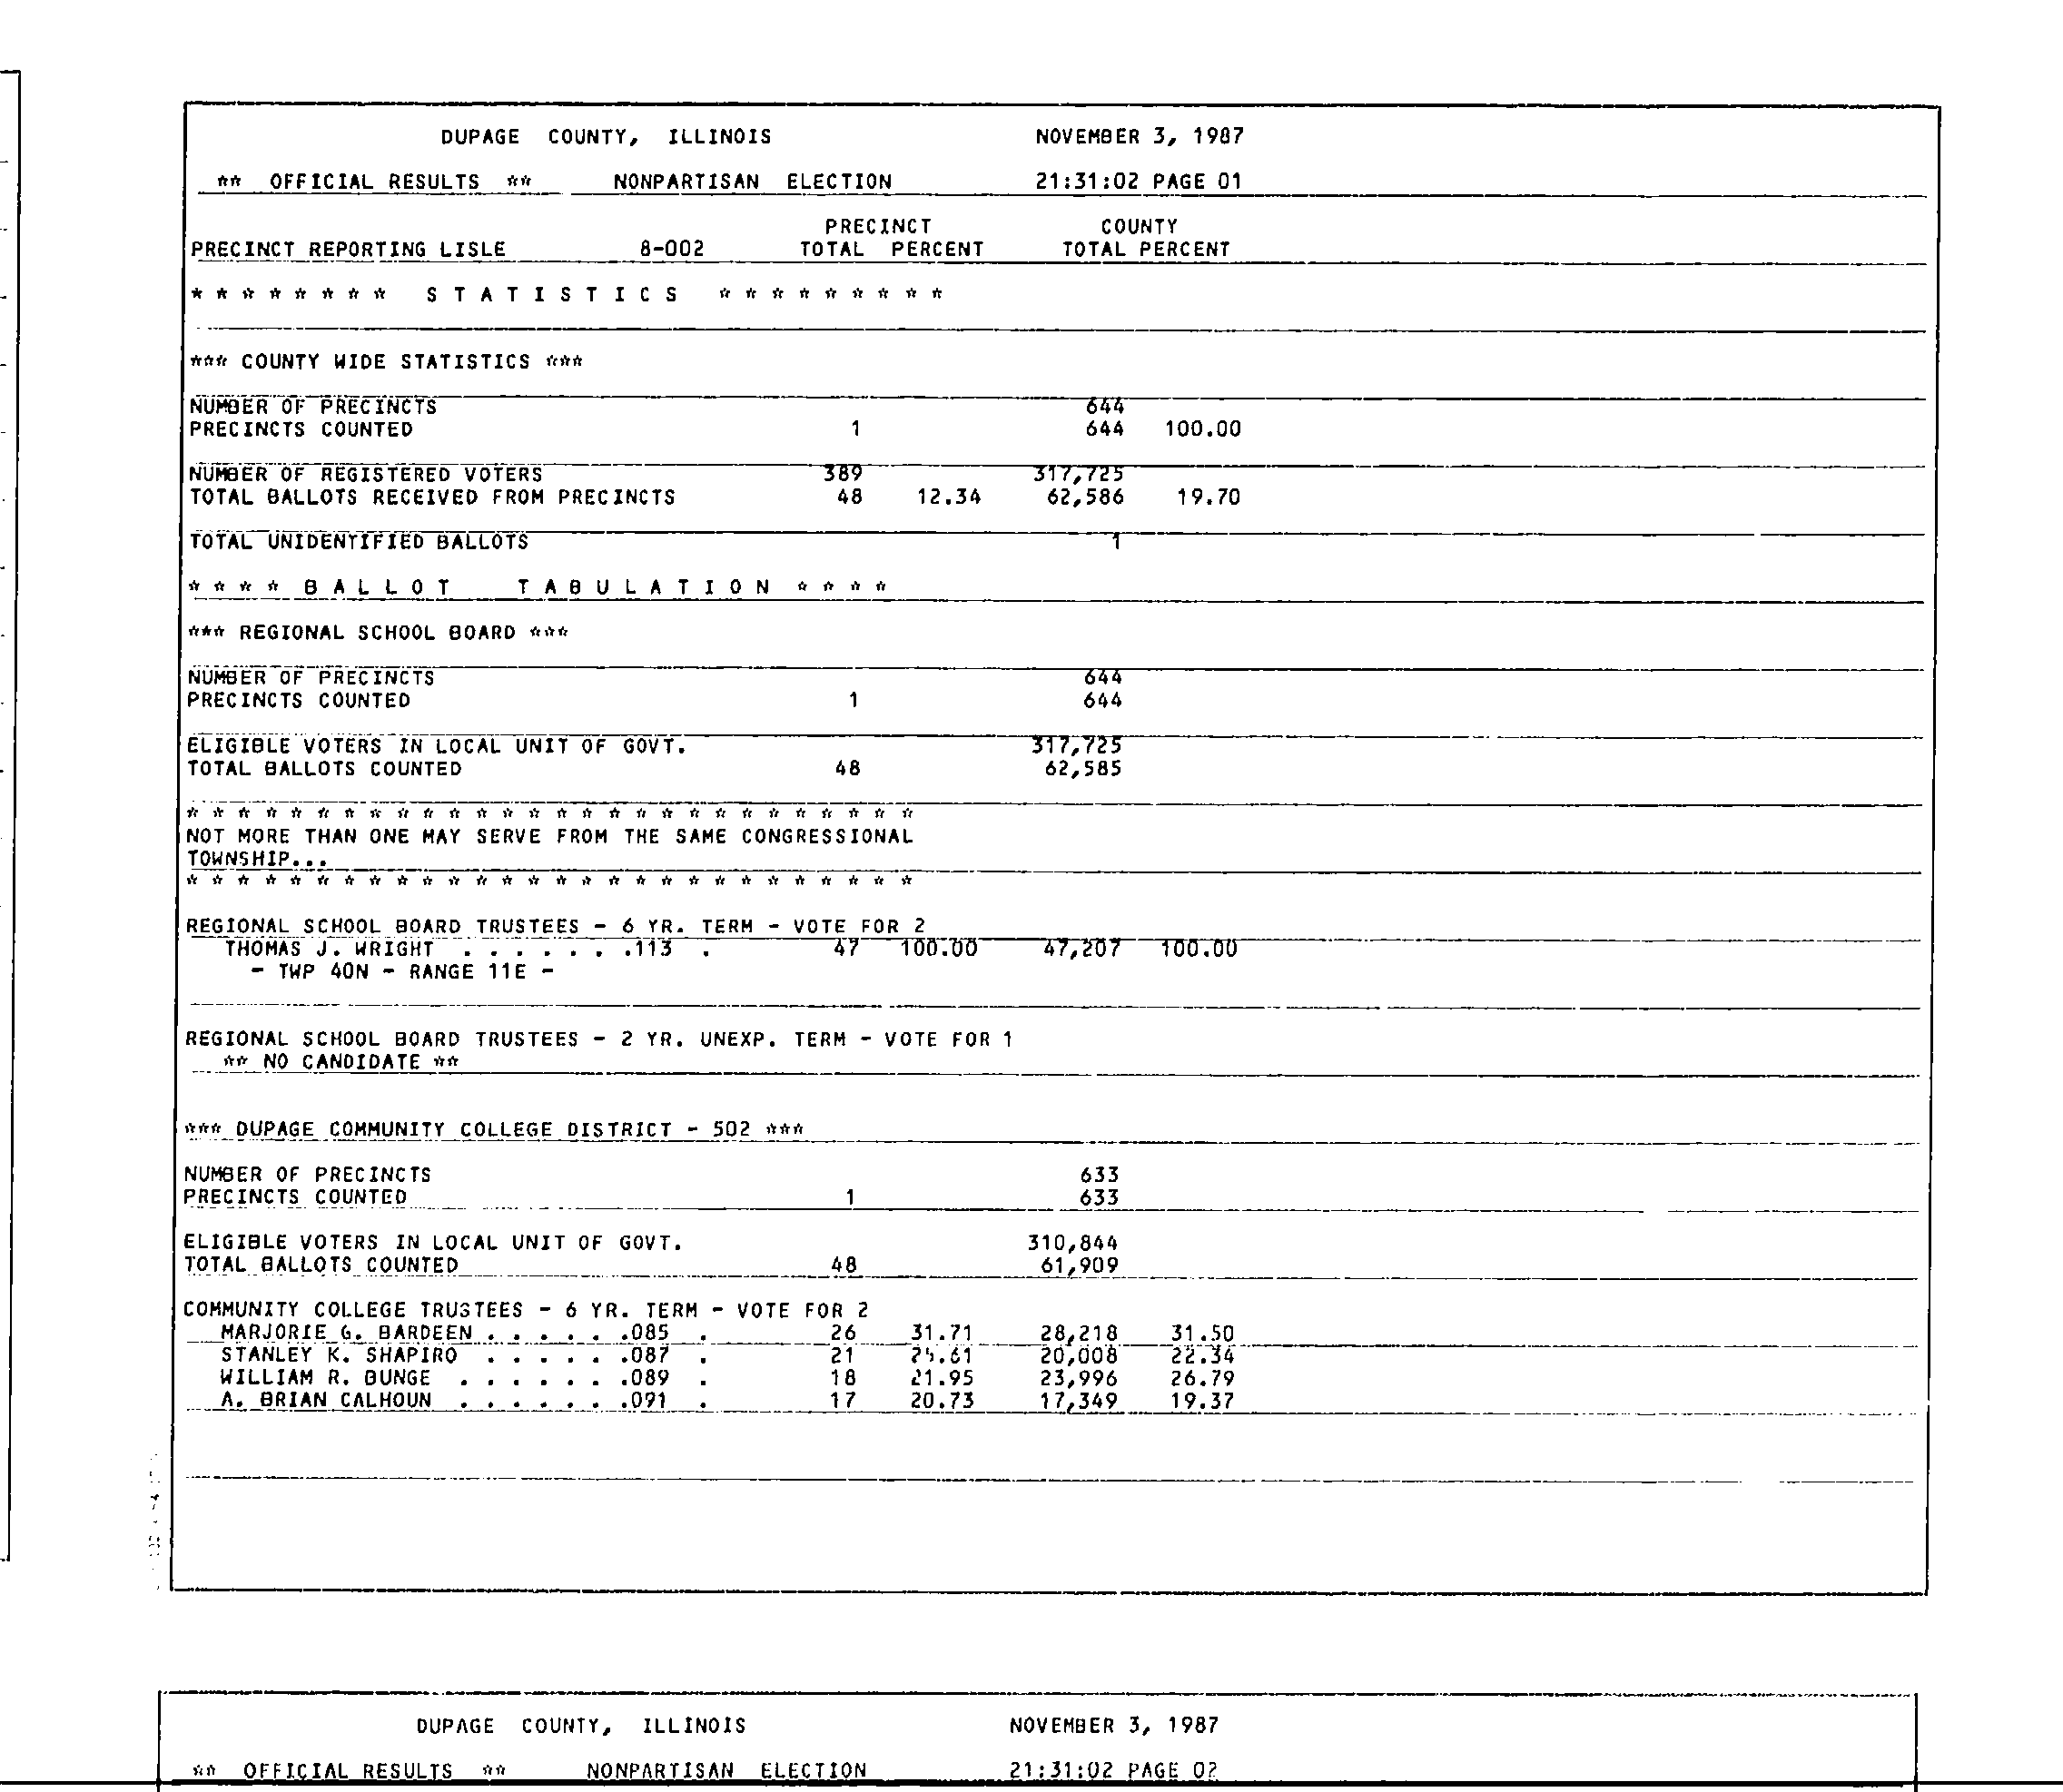 DUPAGE COUNTY, ILLINOIS NOVEMBER 3, 1987
** OFFICIAL RESULTS ** NONPARTISAN ELECTION 21:31:02 PAGE 01
PRECINCT COUNTY
PRECINCT REPORTING LISLE 8-002 TOTAL PERCENT TOTAL PERCENT
* * * * * * * * S T A T I S T I C S * * * * * * * * *
*** COUNTY WIDE STATISTICS ***
NUMBER OF PRECINCTS 644
PRECINCTS COUNTED 1 644 100.00
NUMBER OF REGISTERED VOTERS 389 317,725
TOTAL BALLOTS RECEIVED FROM PRECINCTS 48 12.34 62,586 19.70
TOTAL UNIDENTIFIED BALLOTS 1
* * * * B A L L O T T A B U L A T I O N * * * *
*** REGIONAL SCHOOL BOARD ***
NUMBER OF PRECINCTS 644
PRECINCTS COUNTED 1 644
ELIGIBLE VOTERS IN LOCAL UNIT OF GOVT. 317,725
TOTAL BALLOTS COUNTED 48 62,585
* * * * * * * * * * * * * * * * * * * * * * * * * * * *
NOT MORE THAN ONE MAY SERVE FROM THE SAME CONGRESSIONAL
TOWNSHIP...
* * * * * * * * * * * * * * * * * * * * * * * * * * * *
REGIONAL SCHOOL BOARD TRUSTEES - 6 YR. TERM - VOTE FOR 2
THOMAS J. WRIGHT . . . . . . .113 . 47 100.00 47,207 100.00
- TWP 40N - RANGE 11E -
REGIONAL SCHOOL BOARD TRUSTEES - 2 YR. UNEXP. TERM - VOTE FOR 1
** NO CANDIDATE **
*** DUPAGE COMMUNITY COLLEGE DISTRICT - 502 ***
NUMBER OF PRECINCTS 633
PRECINCTS COUNTED 1 633
ELIGIBLE VOTERS IN LOCAL UNIT OF GOVT. 310,844
TOTAL BALLOTS COUNTED 48 61,909
COMMUNITY COLLEGE TRUSTEES - 6 YR. TERM - VOTE FOR 2
MARJORIE G. BARDEEN . . . . . .085 . 26 31.71 28,218 31.50
STANLEY K. SHAPIRO . . . . . .087 . 21 25.61 20,008 22.34
WILLIAM R. BUNGE . . . . . . .089 . 18 21.95 23,996 26.79
A. BRIAN CALHOUN . . . . . . .091 . 17 20.73 17,349 19.37
DUPAGE COUNTY, ILLINOIS NOVEMBER 3, 1987
** OFFICIAL RESULTS ** NONPARTISAN ELECTION 21:31:02 PAGE 02